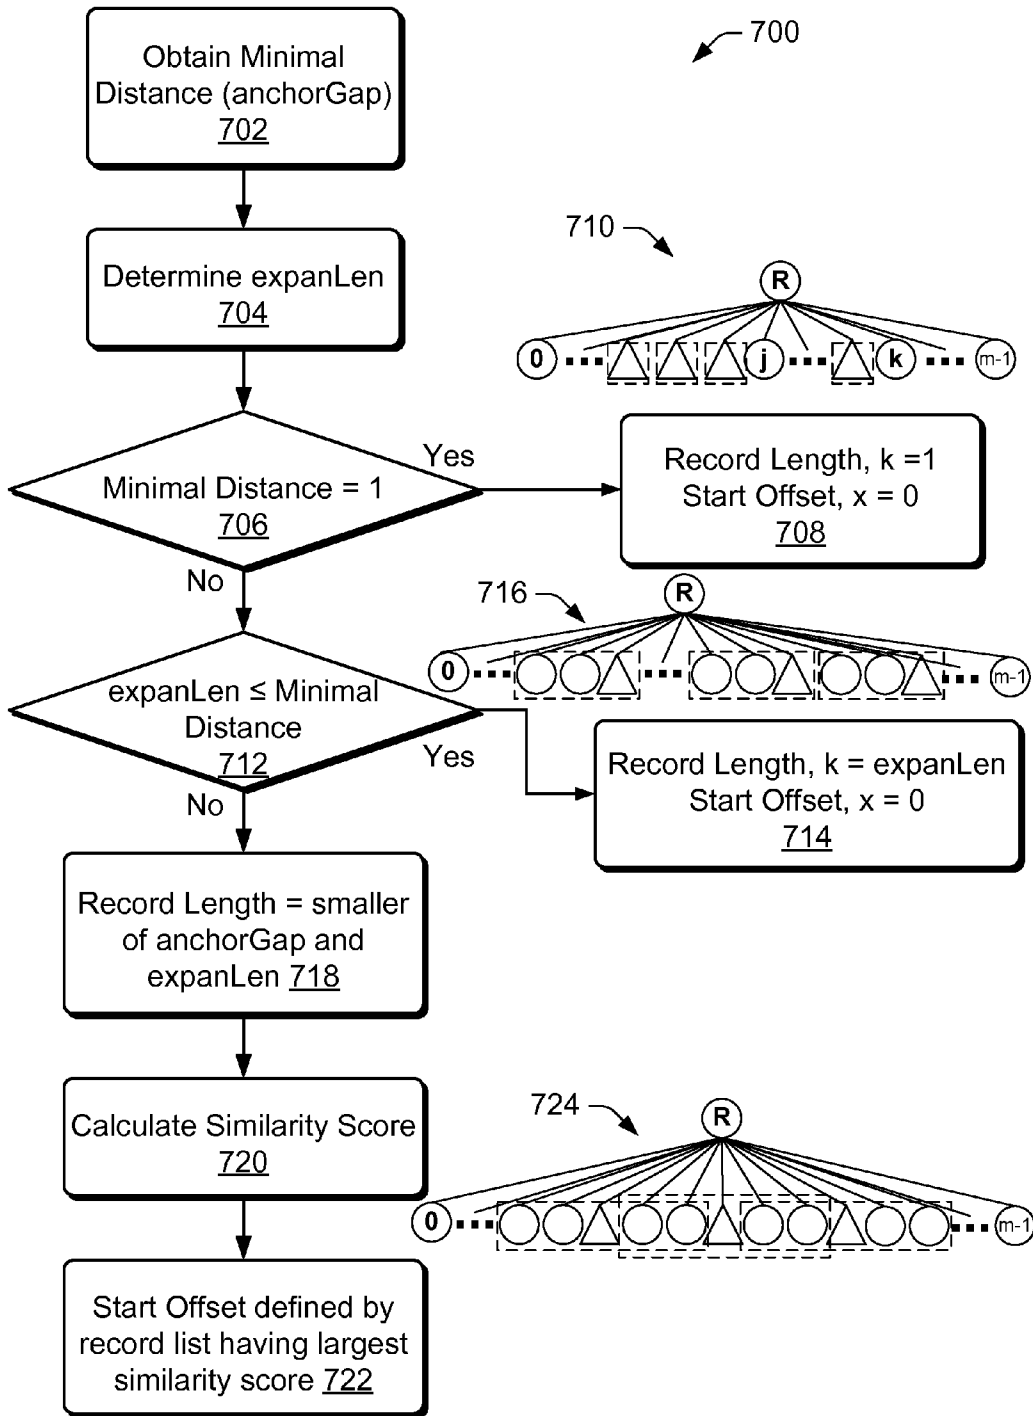 700
Obtain Minimal
Distance (anchorGap)
702
710
R
Determine expanLen
704
0 j k m-1
Yes
Minimal Distance = 1
706
Record Length, k =1
Start Offset, x = 0
708
No
716
R
0 m-1
expanLen ≤ Minimal
Distance
712
Yes
Record Length, k = expanLen
Start Offset, x = 0
714
No
Record Length = smaller
of anchorGap and
expanLen 718
Calculate Similarity Score
720
724
R
0 m-1
Start Offset defined by
record list having largest
similarity score 722